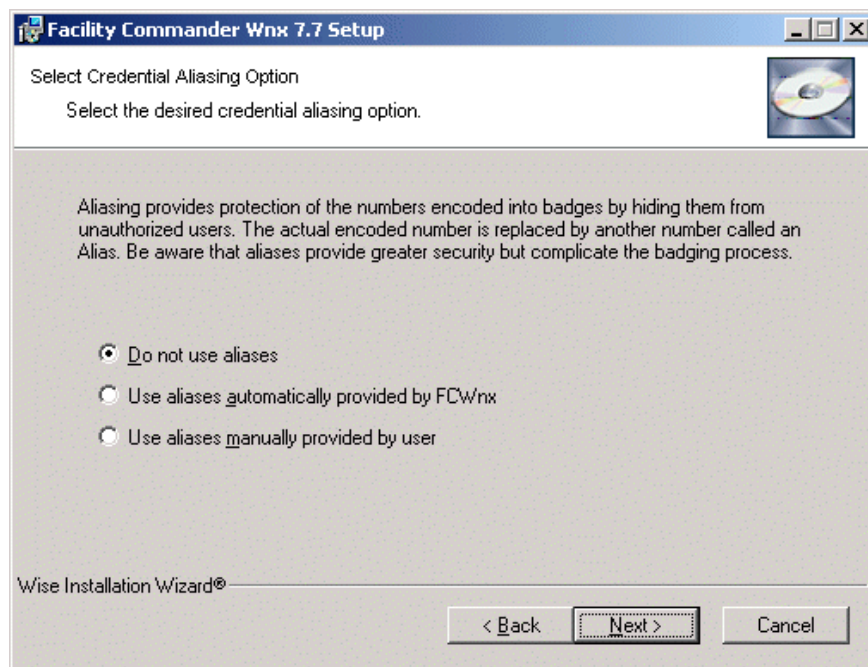 Facility Commander Wnx 7.7 Setup
Select Credential Aliasing Option
Select the desired credential aliasing option.
Aliasing provides protection of the numbers encoded into badges by hiding them from
unauthorized users. The actual encoded number is replaced by another number called an
Alias. Be aware that aliases provide greater security but complicate the badging process.
Do not use aliases
Use aliases automatically provided by FCWnx
Use aliases manually provided by user
Wise Installation Wizard®
< Back Next > Cancel